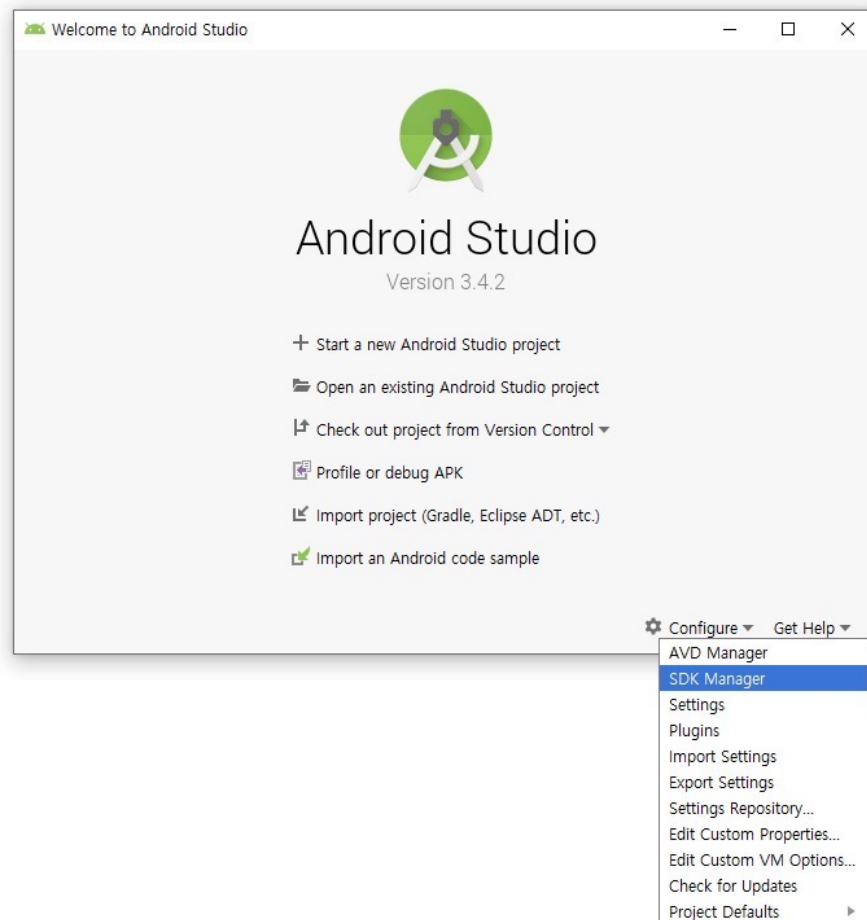 Welcome to Android Studio
Android Studio
Version 3.4.2
Start a new Android Studio project
Open an existing Android Studio project
Check out project from Version Control
Profile or debug APK
Import project (Gradle, Eclipse ADT, etc.)
Import an Android code sample
Configure Get Help
AVD Manager
SDK Manager
Settings
Plugins
Import Settings
Export Settings
Settings Repository...
Edit Custom Properties...
Edit Custom VM Options...
Check for Updates
Project Defaults